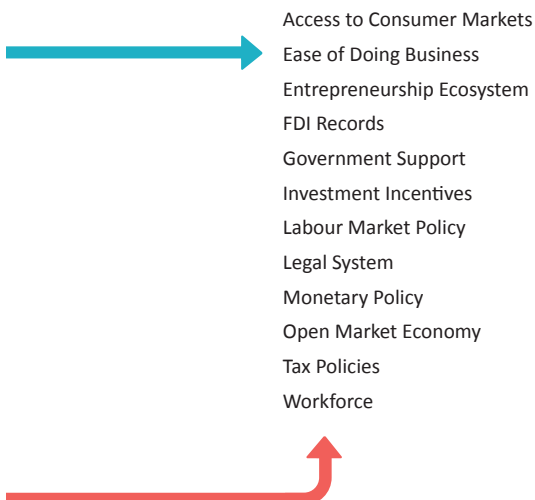 Access to Consumer Markets
Ease of Doing Business
Entrepreneurship Ecosystem
FDI Records
Government Support
Investment Incentives
Labour Market Policy
Legal System
Monetary Policy
Open Market Economy
Tax Policies
Workforce